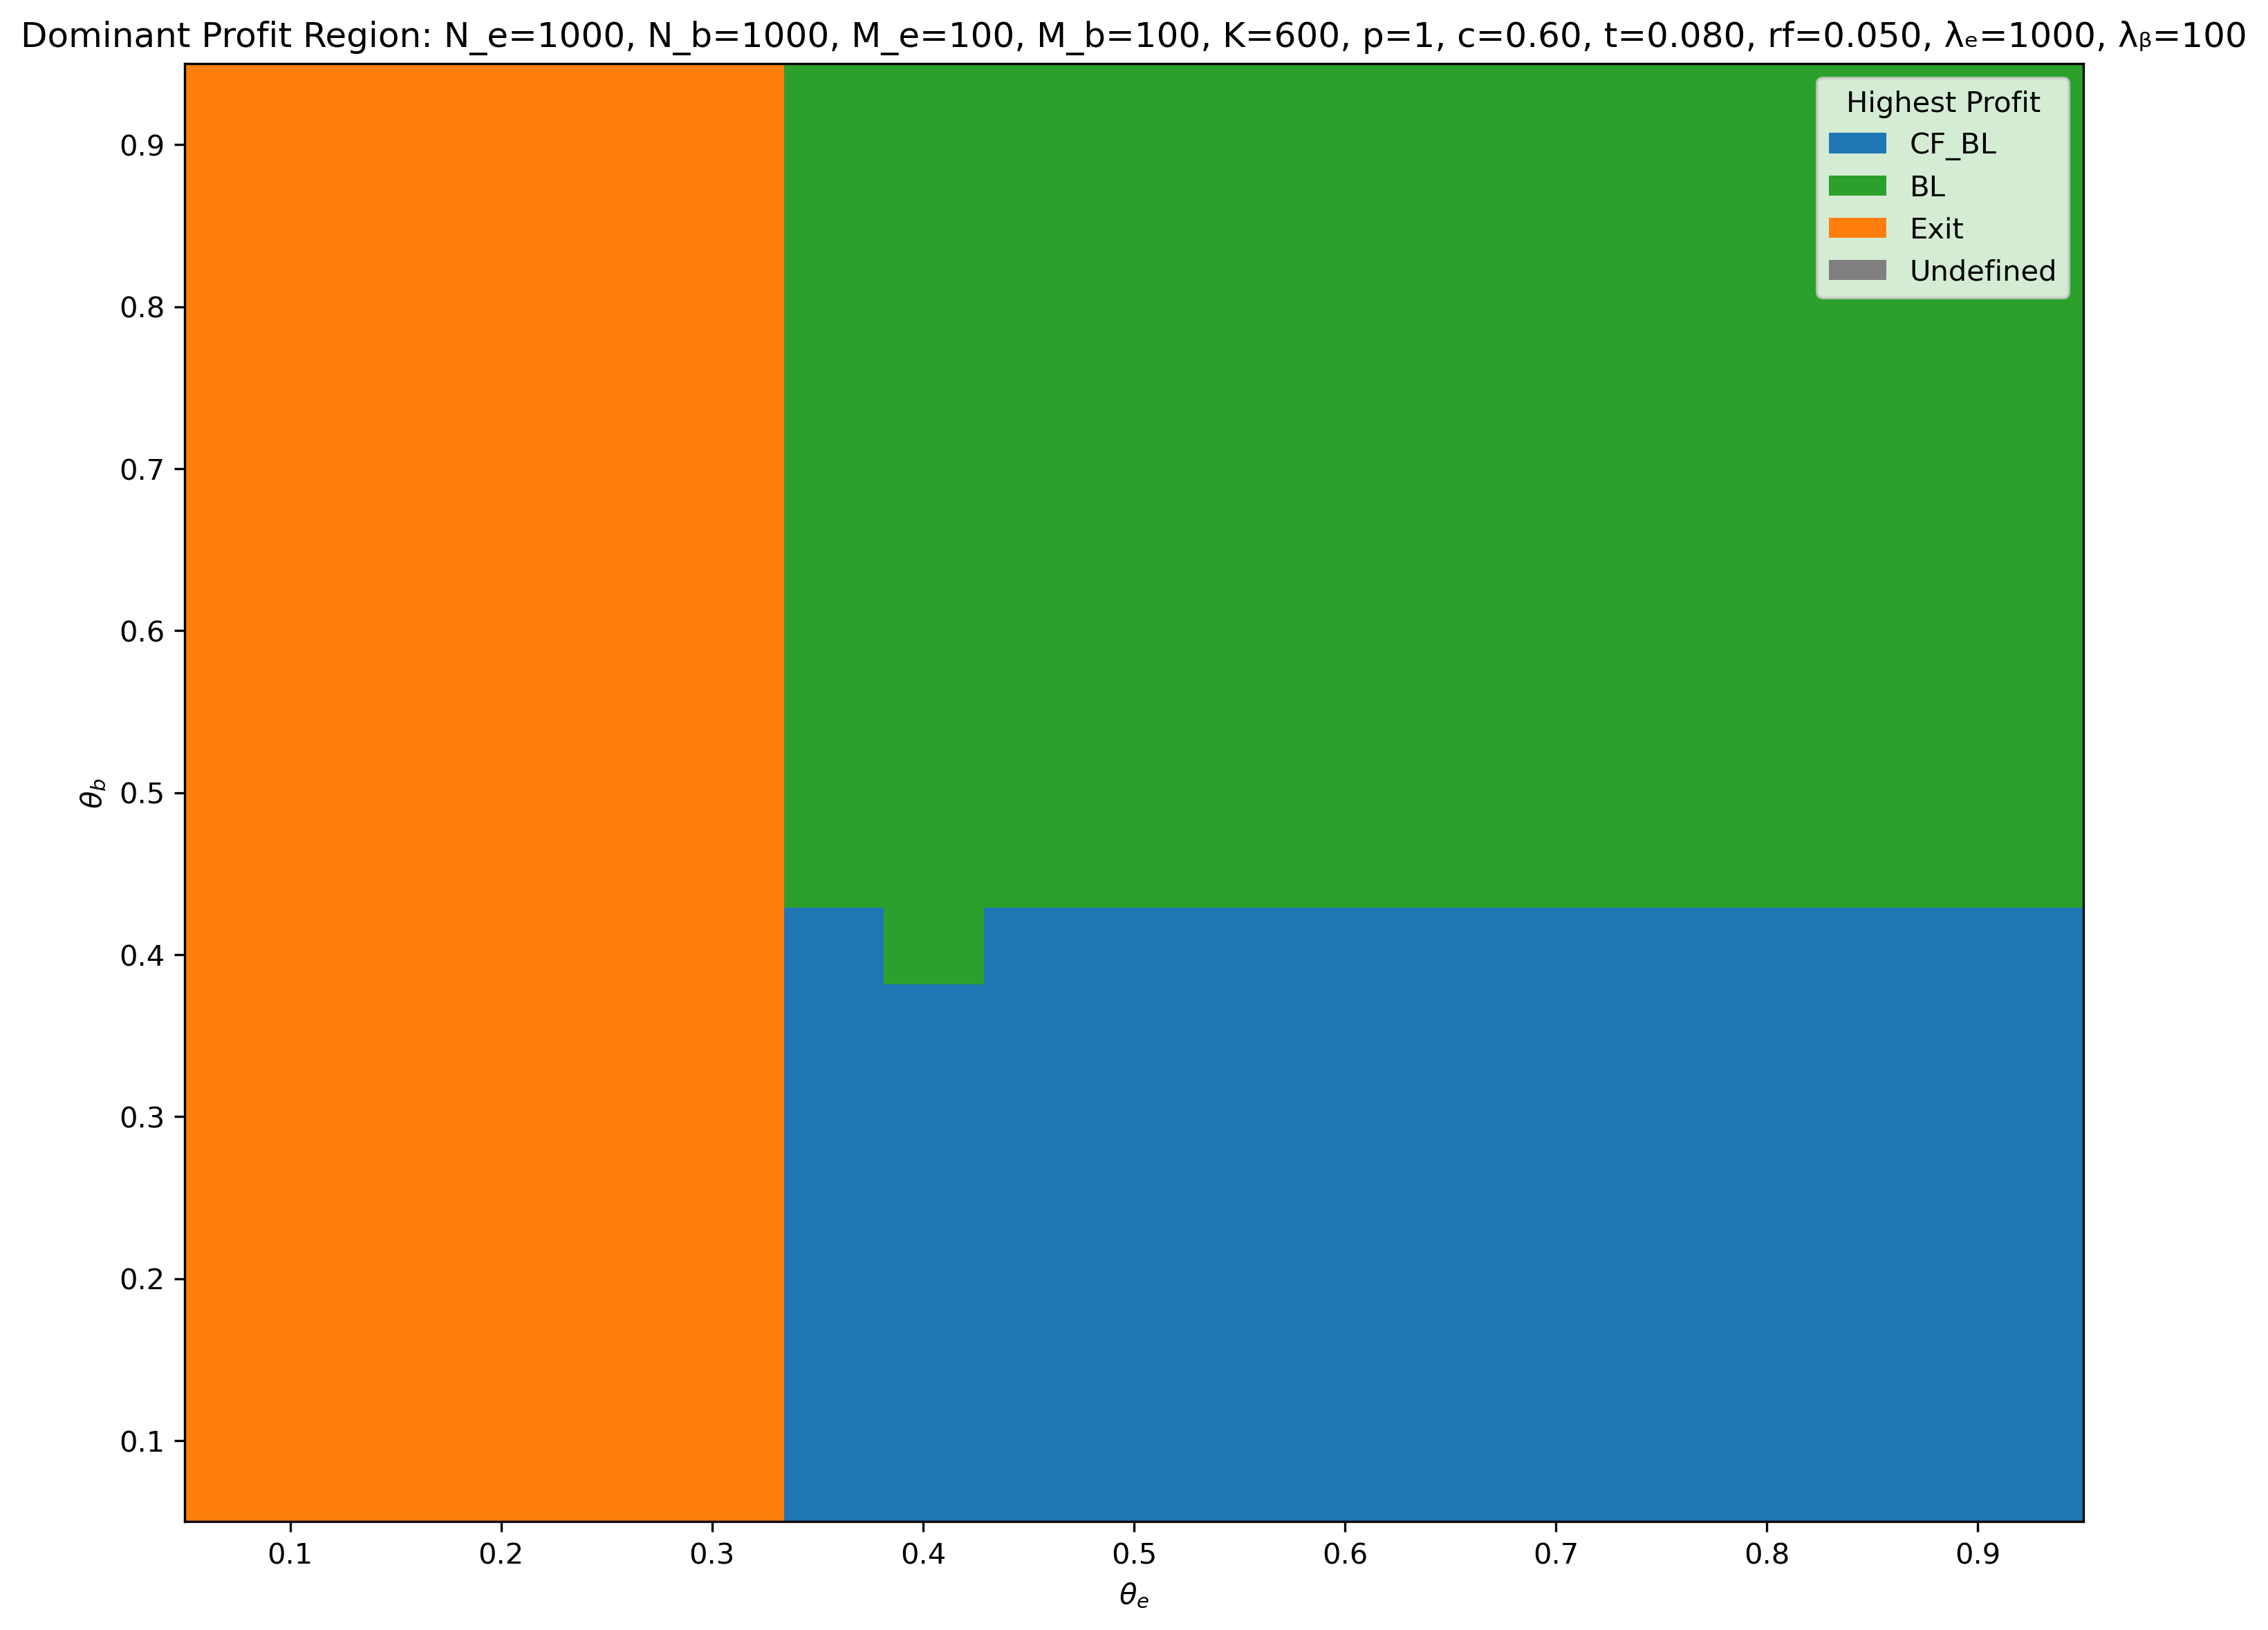 Dominant Profit Region: N_e=1000, N_b=1000, M_e=100, M_b=100, K=600, p=1, c=0.60, t=0.080, rf=0.050, λₑ=1000, λᵦ=100
Highest Profit
CF_BL
BL
Exit
Undefined
0.9
0.8
0.7
0.6
0.5
0.4
0.3
0.2
0.1
θ_b
0.1 0.2 0.3 0.4 0.5 0.6 0.7 0.8 0.9
θ_e